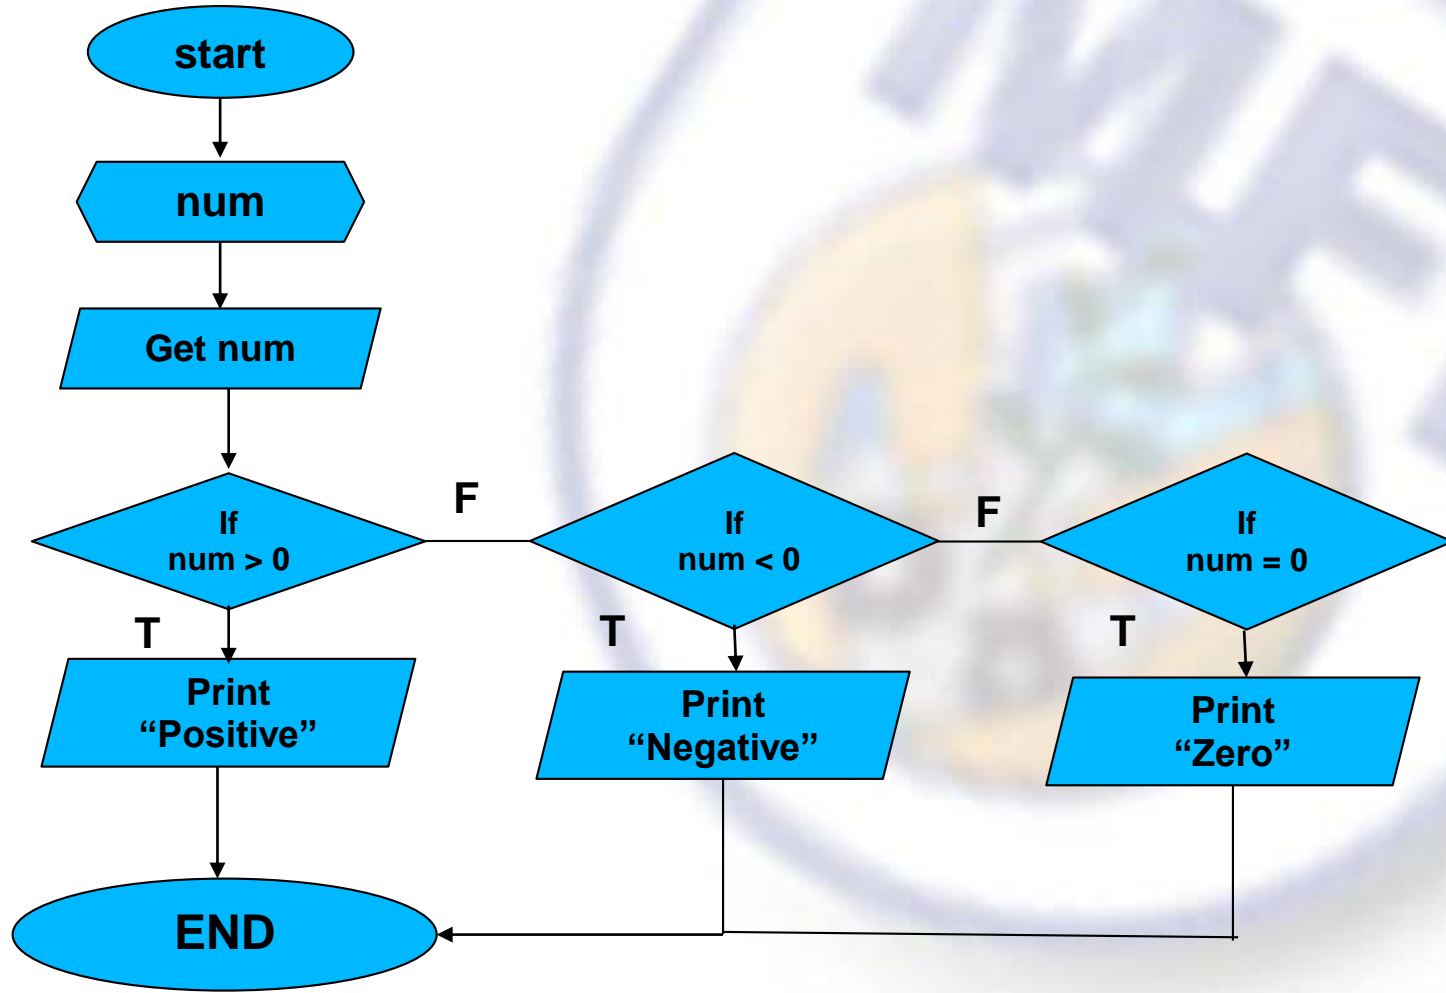 start
num
Get num
If
num > 0
F
If
num < 0
F
If
num = 0
T
Print
“Positive”
T
Print
“Negative”
T
Print
“Zero”
END